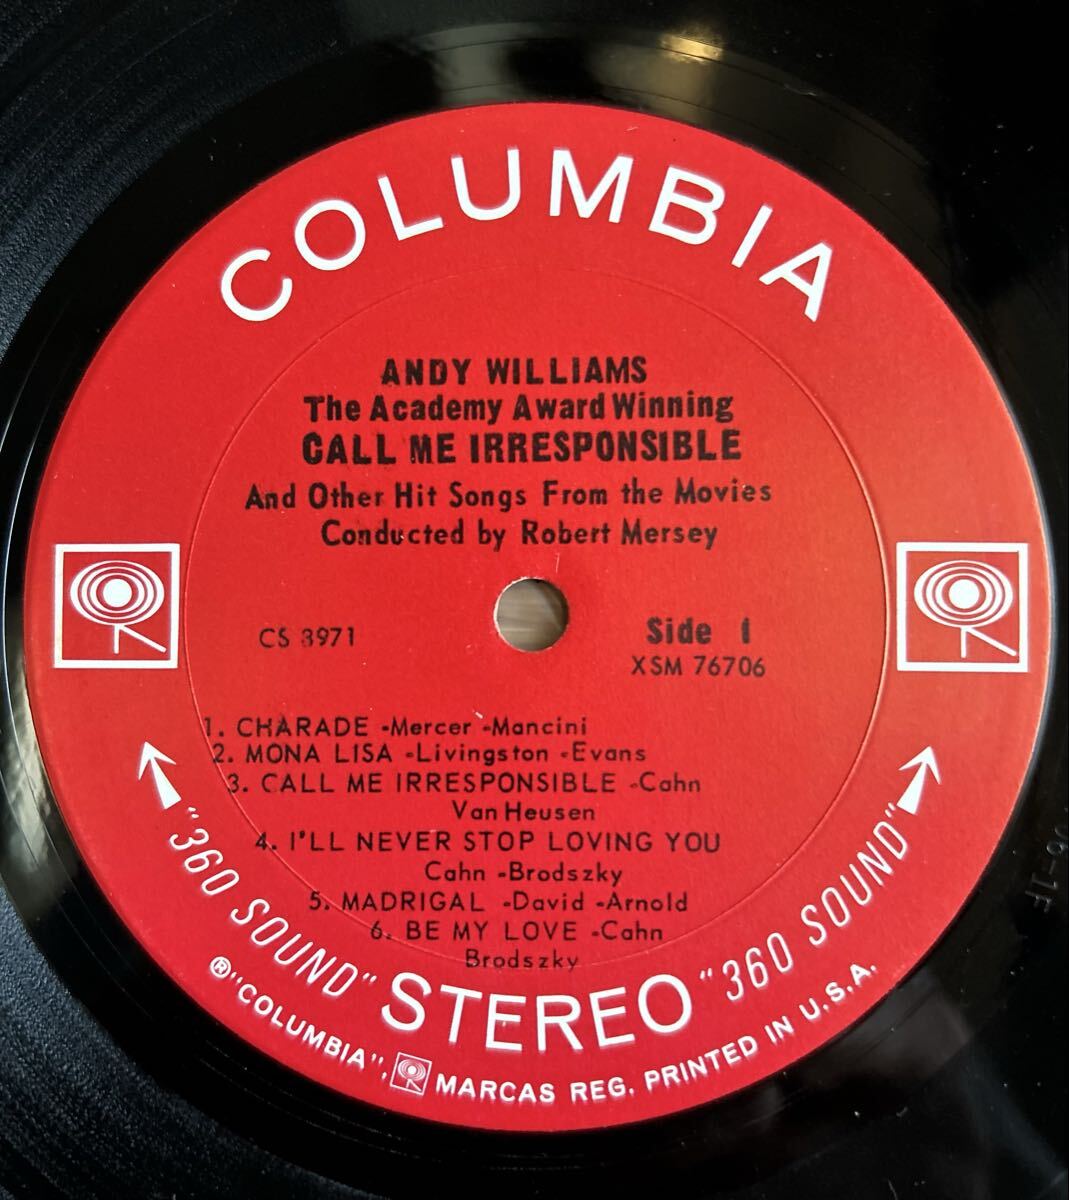 COLUMBIA
ANDY WILLIAMS
The Academy Award Winning
CALL ME IRRESPONSIBLE
And Other Hit Songs From the Movies
Conducted by Robert Mersey
CS 8971
Side 1
XSM 76706
1. CHARADE -Mercer -Mancini
2. MONA LISA -Livingston -Evans
3. CALL ME IRRESPONSIBLE -Cahn
Van Heusen
4. I'LL NEVER STOP LOVING YOU
Cahn -Brodszky
5. MADRIGAL -David -Arnold
6. BE MY LOVE -Cahn
Brodszky
"360 SOUND" STEREO "360 SOUND"
® "COLUMBIA", MARCAS REG. PRINTED IN U.S.A.